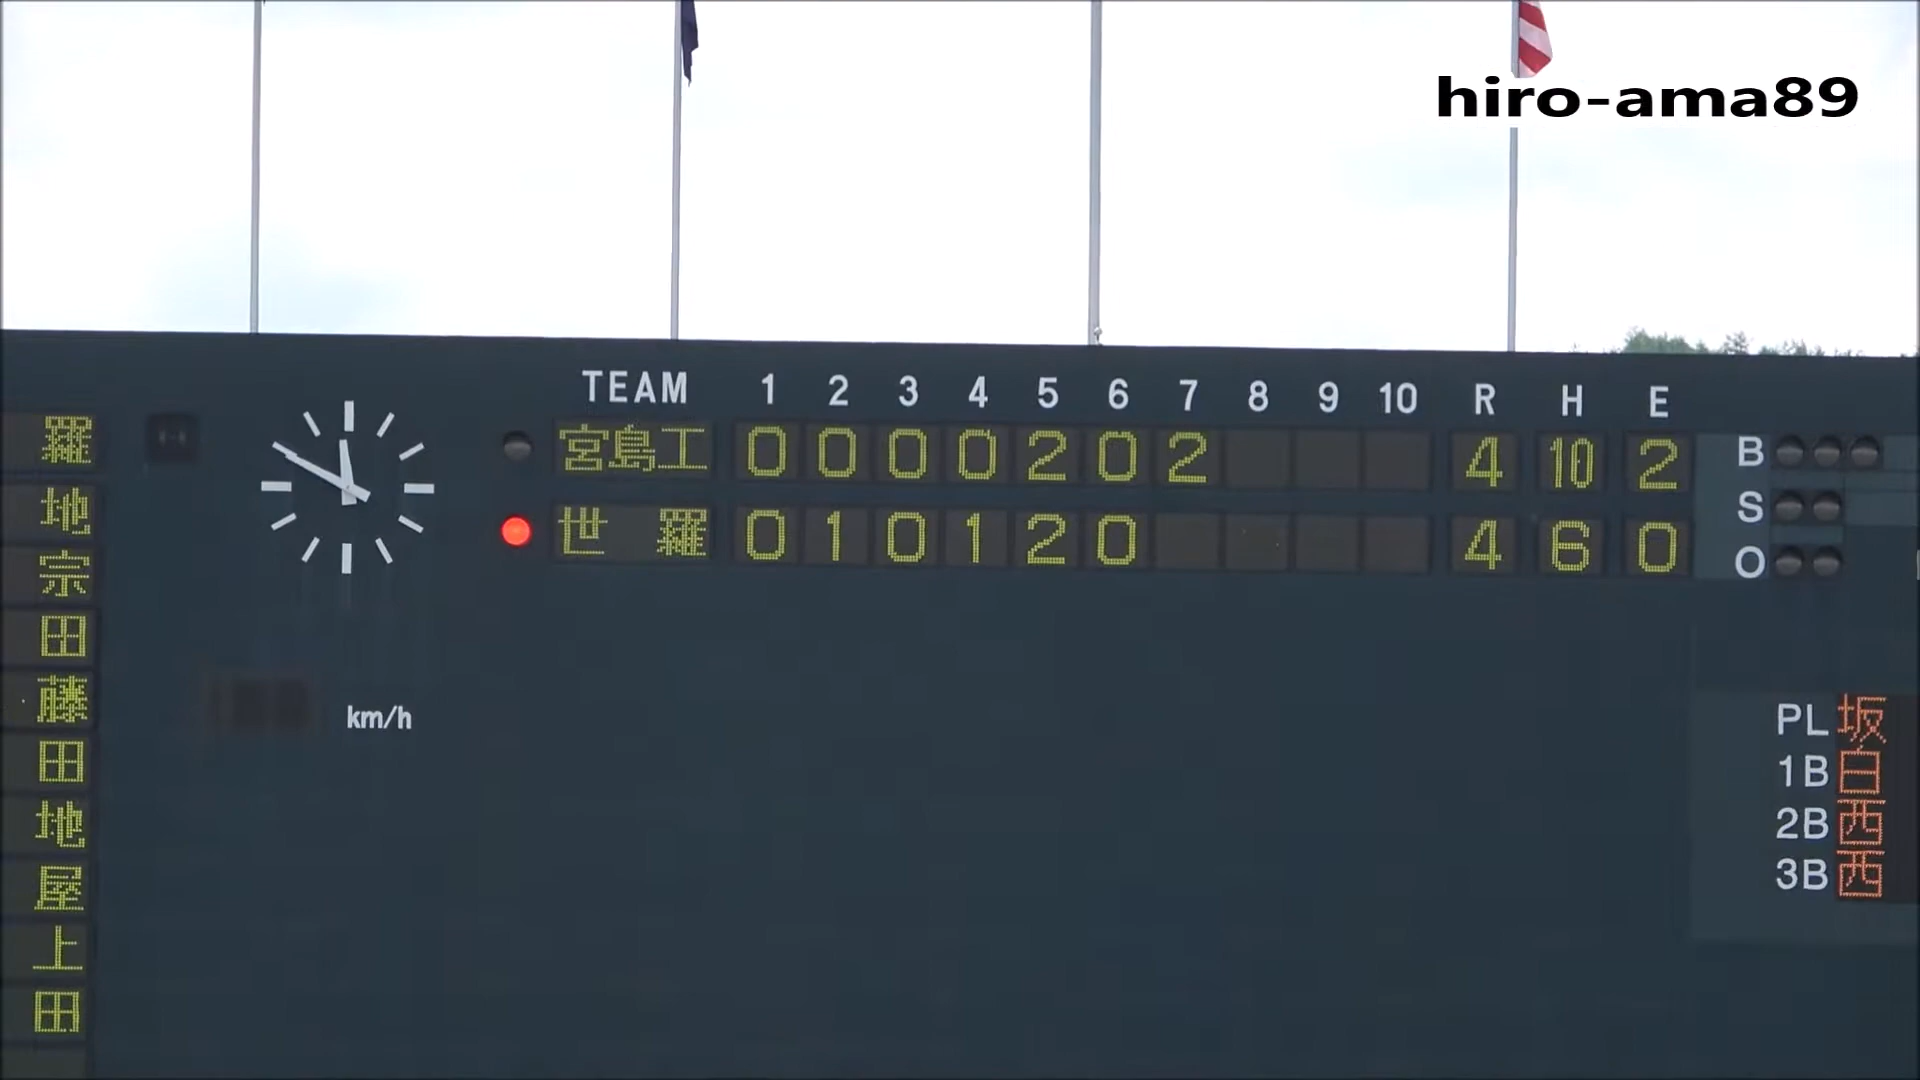 hiro-ama89
TEAM 1 2 3 4 5 6 7 8 9 10 R H E
宮島工 0 0 0 0 2 0 2 4 10 2
世羅 0 1 0 1 2 0 4 6 0
B
S
O
羅
地
宗
田
藤
田
地
屋
上
田
km/h
PL 坂
1B 白
2B 西
3B 西